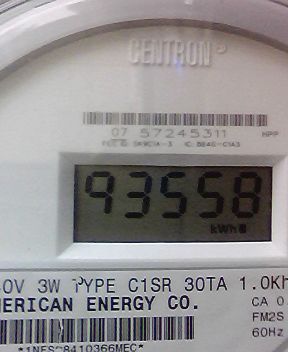 CENTRON
07 57245311
HPP
93558
kWh
0V 3W TYPE C1SR 30TA 1.0Kh
MERICAN ENERGY CO.
CA 0.
FM2S
60Hz